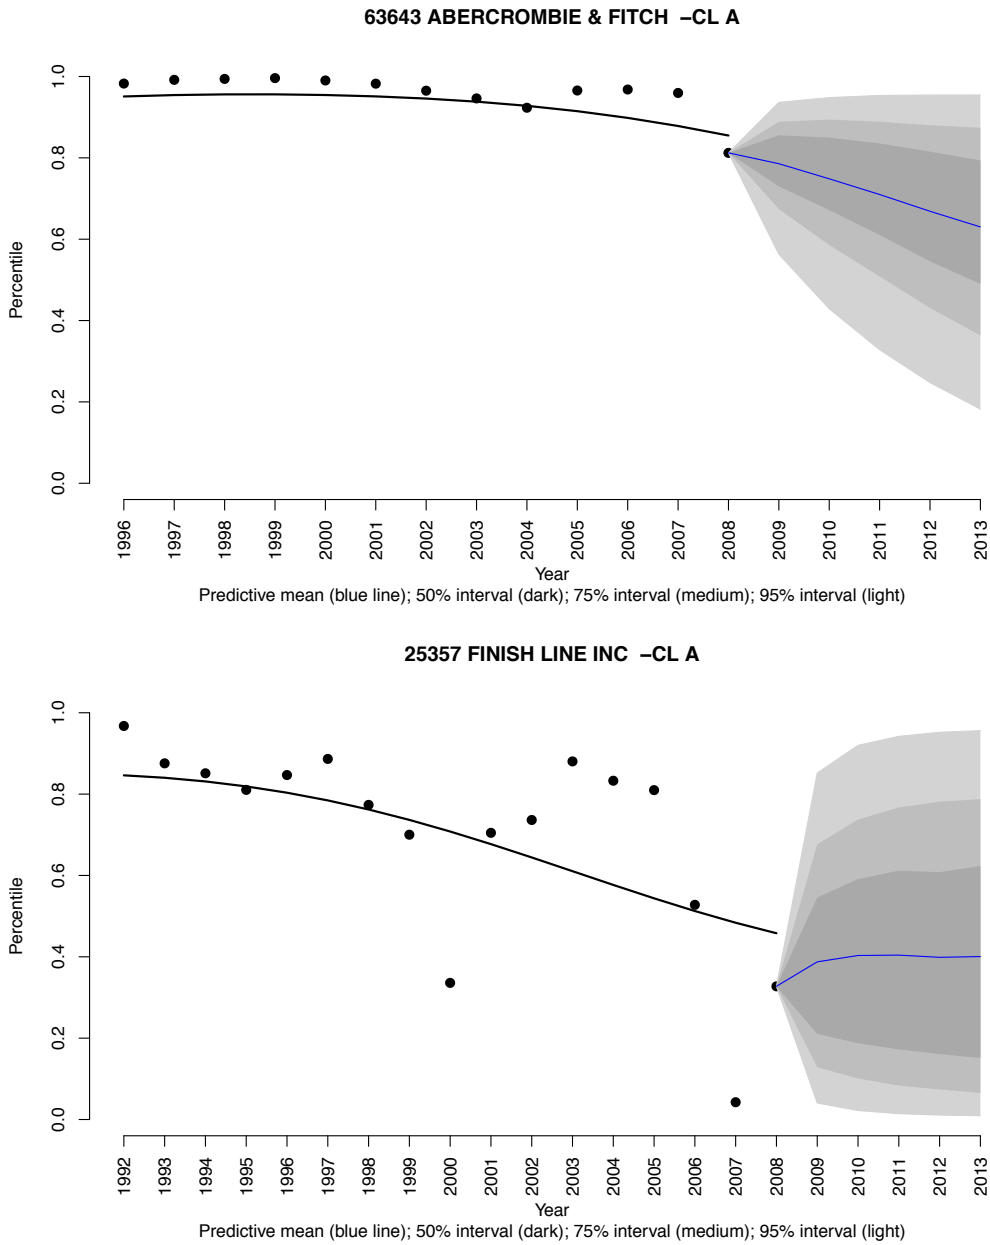 63643 ABERCROMBIE & FITCH −CL A
Percentile
1.0
0.8
0.6
0.4
0.2
0.0
1996 1997 1998 1999 2000 2001 2002 2003 2004 2005 2006 2007 2008 2009 2010 2011 2012 2013
Year
Predictive mean (blue line); 50% interval (dark); 75% interval (medium); 95% interval (light)
25357 FINISH LINE INC −CL A
Percentile
1.0
0.8
0.6
0.4
0.2
0.0
1992 1993 1994 1995 1996 1997 1998 1999 2000 2001 2002 2003 2004 2005 2006 2007 2008 2009 2010 2011 2012 2013
Year
Predictive mean (blue line); 50% interval (dark); 75% interval (medium); 95% interval (light)